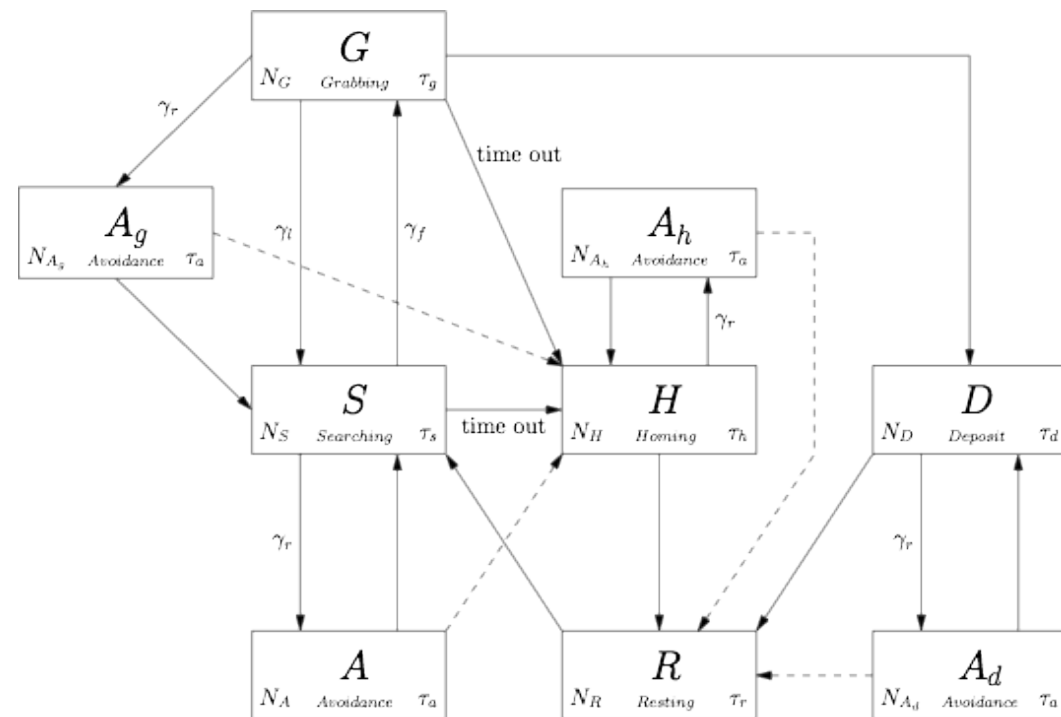 G
N_G Grabbing τ_g
γ_r
time out
A_g
N_{A_g} Avoidance τ_a
γ_l
γ_f
A_h
N_{A_h} Avoidance τ_a
γ_r
S
N_S Searching τ_s
time out
H
N_H Homing τ_h
D
N_D Deposit τ_d
γ_r
γ_r
A
N_A Avoidance τ_a
R
N_R Resting τ_r
A_d
N_{A_d} Avoidance τ_a